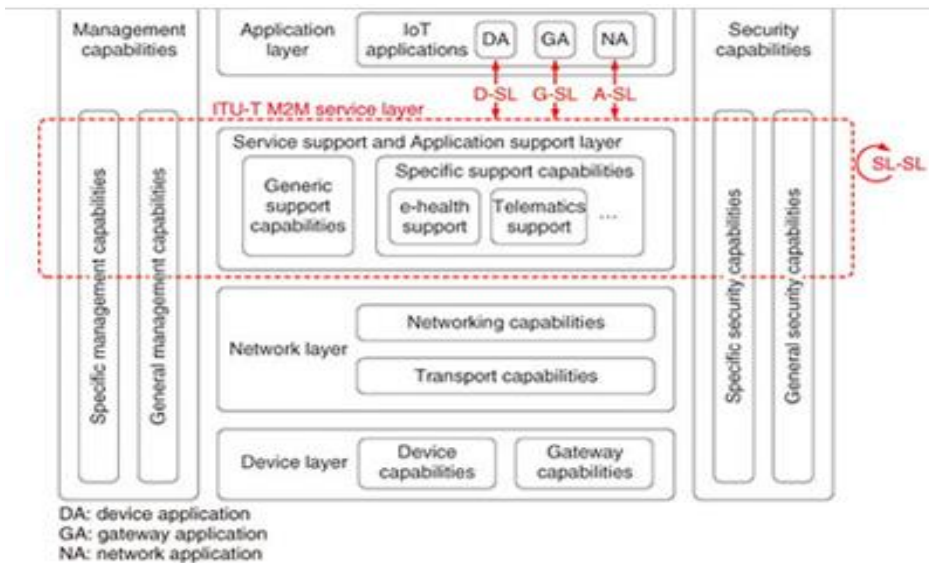 Management
capabilities
Application layer
IoT
applications
DA
GA
NA
Security
capabilities
D-SL
G-SL
A-SL
ITU-T M2M service layer
Service support and Application support layer
Generic
support
capabilities
Specific support capabilities
e-health
support
Telematics
support
...
SL-SL
Specific management capabilities
General management capabilities
Networking capabilities
Network layer
Transport capabilities
Specific security capabilities
General security capabilities
Device layer
Device
capabilities
Gateway
capabilities
DA: device application
GA: gateway application
NA: network application